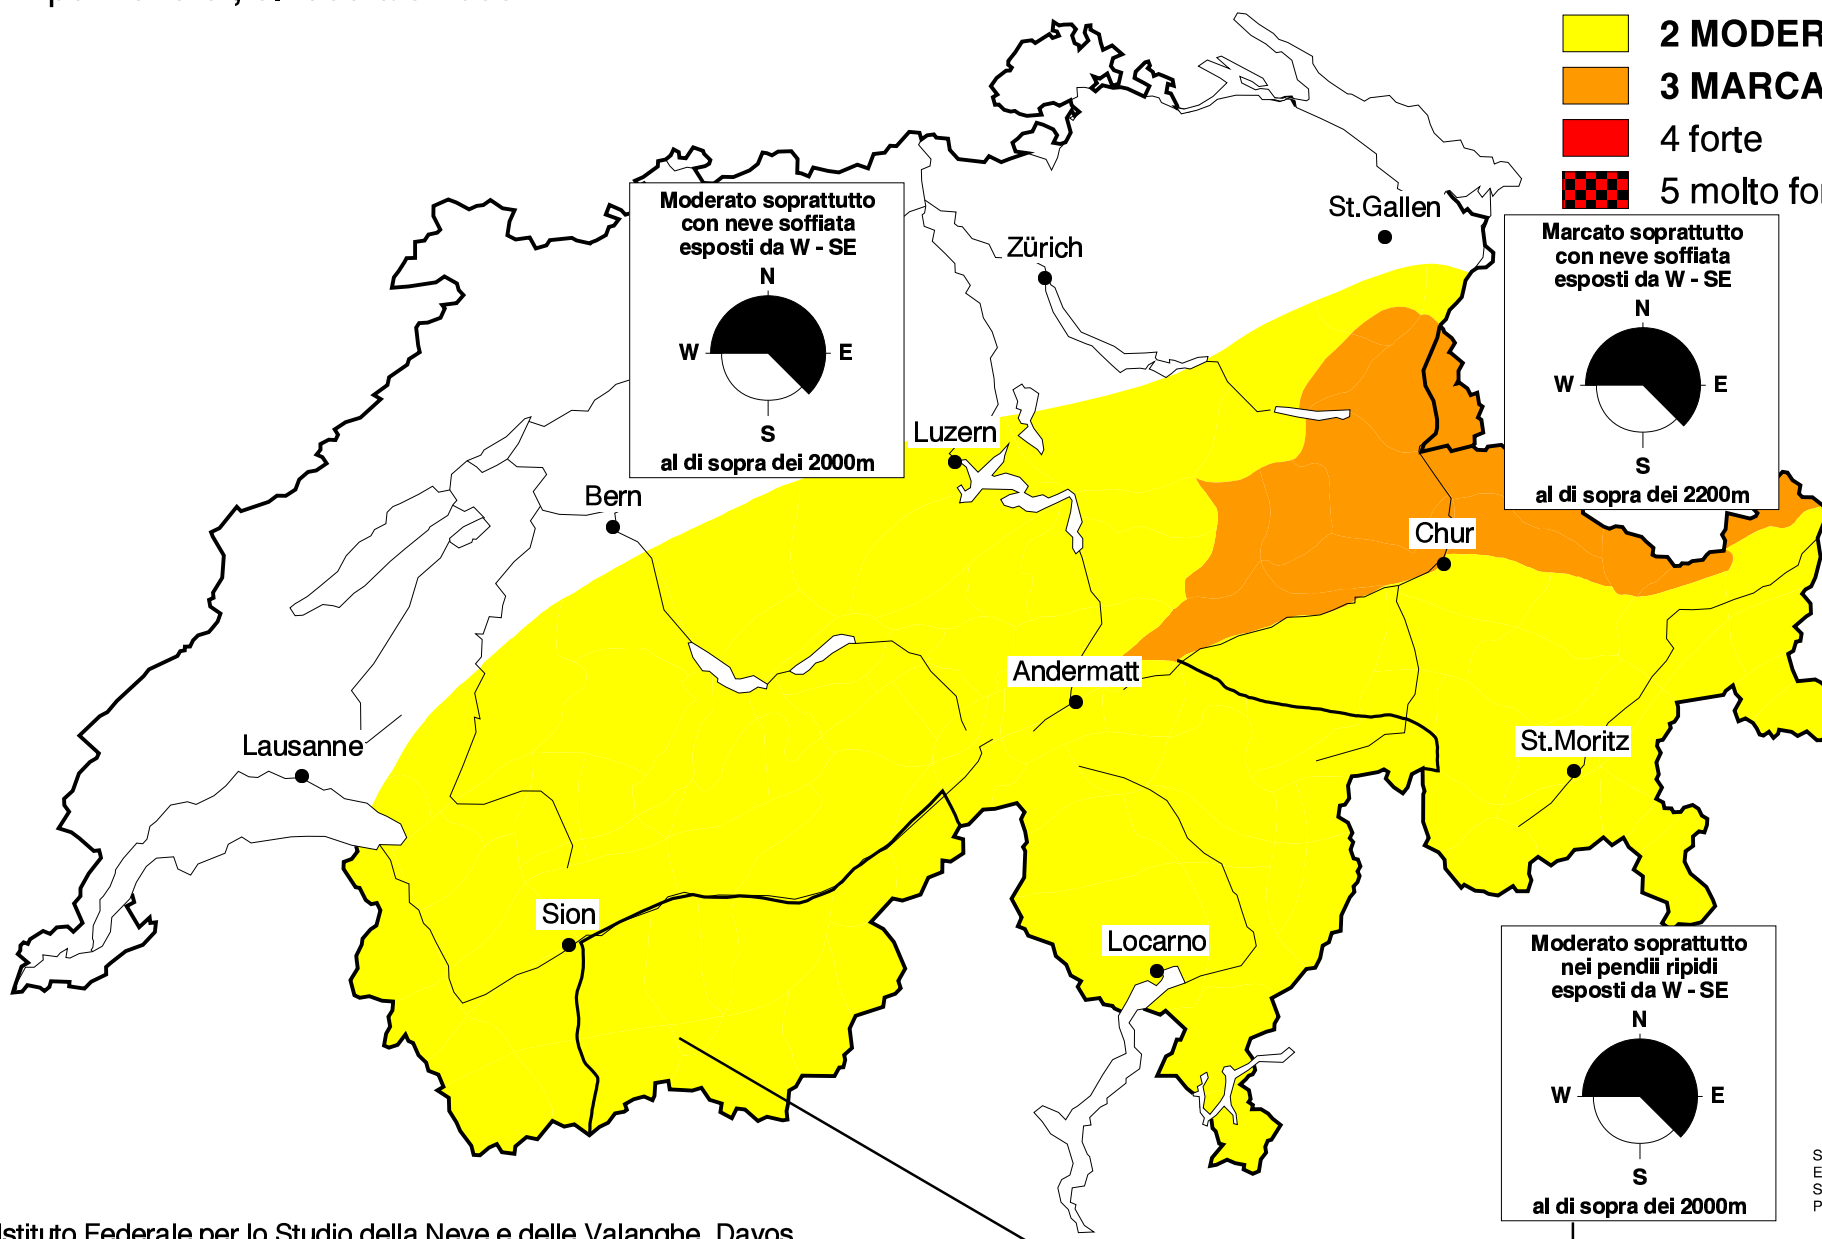 2 MODER
3 MARCA
4 forte
5 molto for
Moderato soprattutto
con neve soffiata
esposti da W - SE
N
W
E
S
al di sopra dei 2000m
Marcato soprattutto
con neve soffiata
esposti da W - SE
N
W
E
S
al di sopra dei 2200m
St.Gallen
Zürich
Luzern
Bern
Chur
Andermatt
Lausanne
St.Moritz
Sion
Locarno
Moderato soprattutto
nei pendii ripidi
esposti da W - SE
N
W
E
S
al di sopra dei 2000m
S
E
S
P
Istituto Federale per lo Studio della Neve e delle Valanghe, Davos